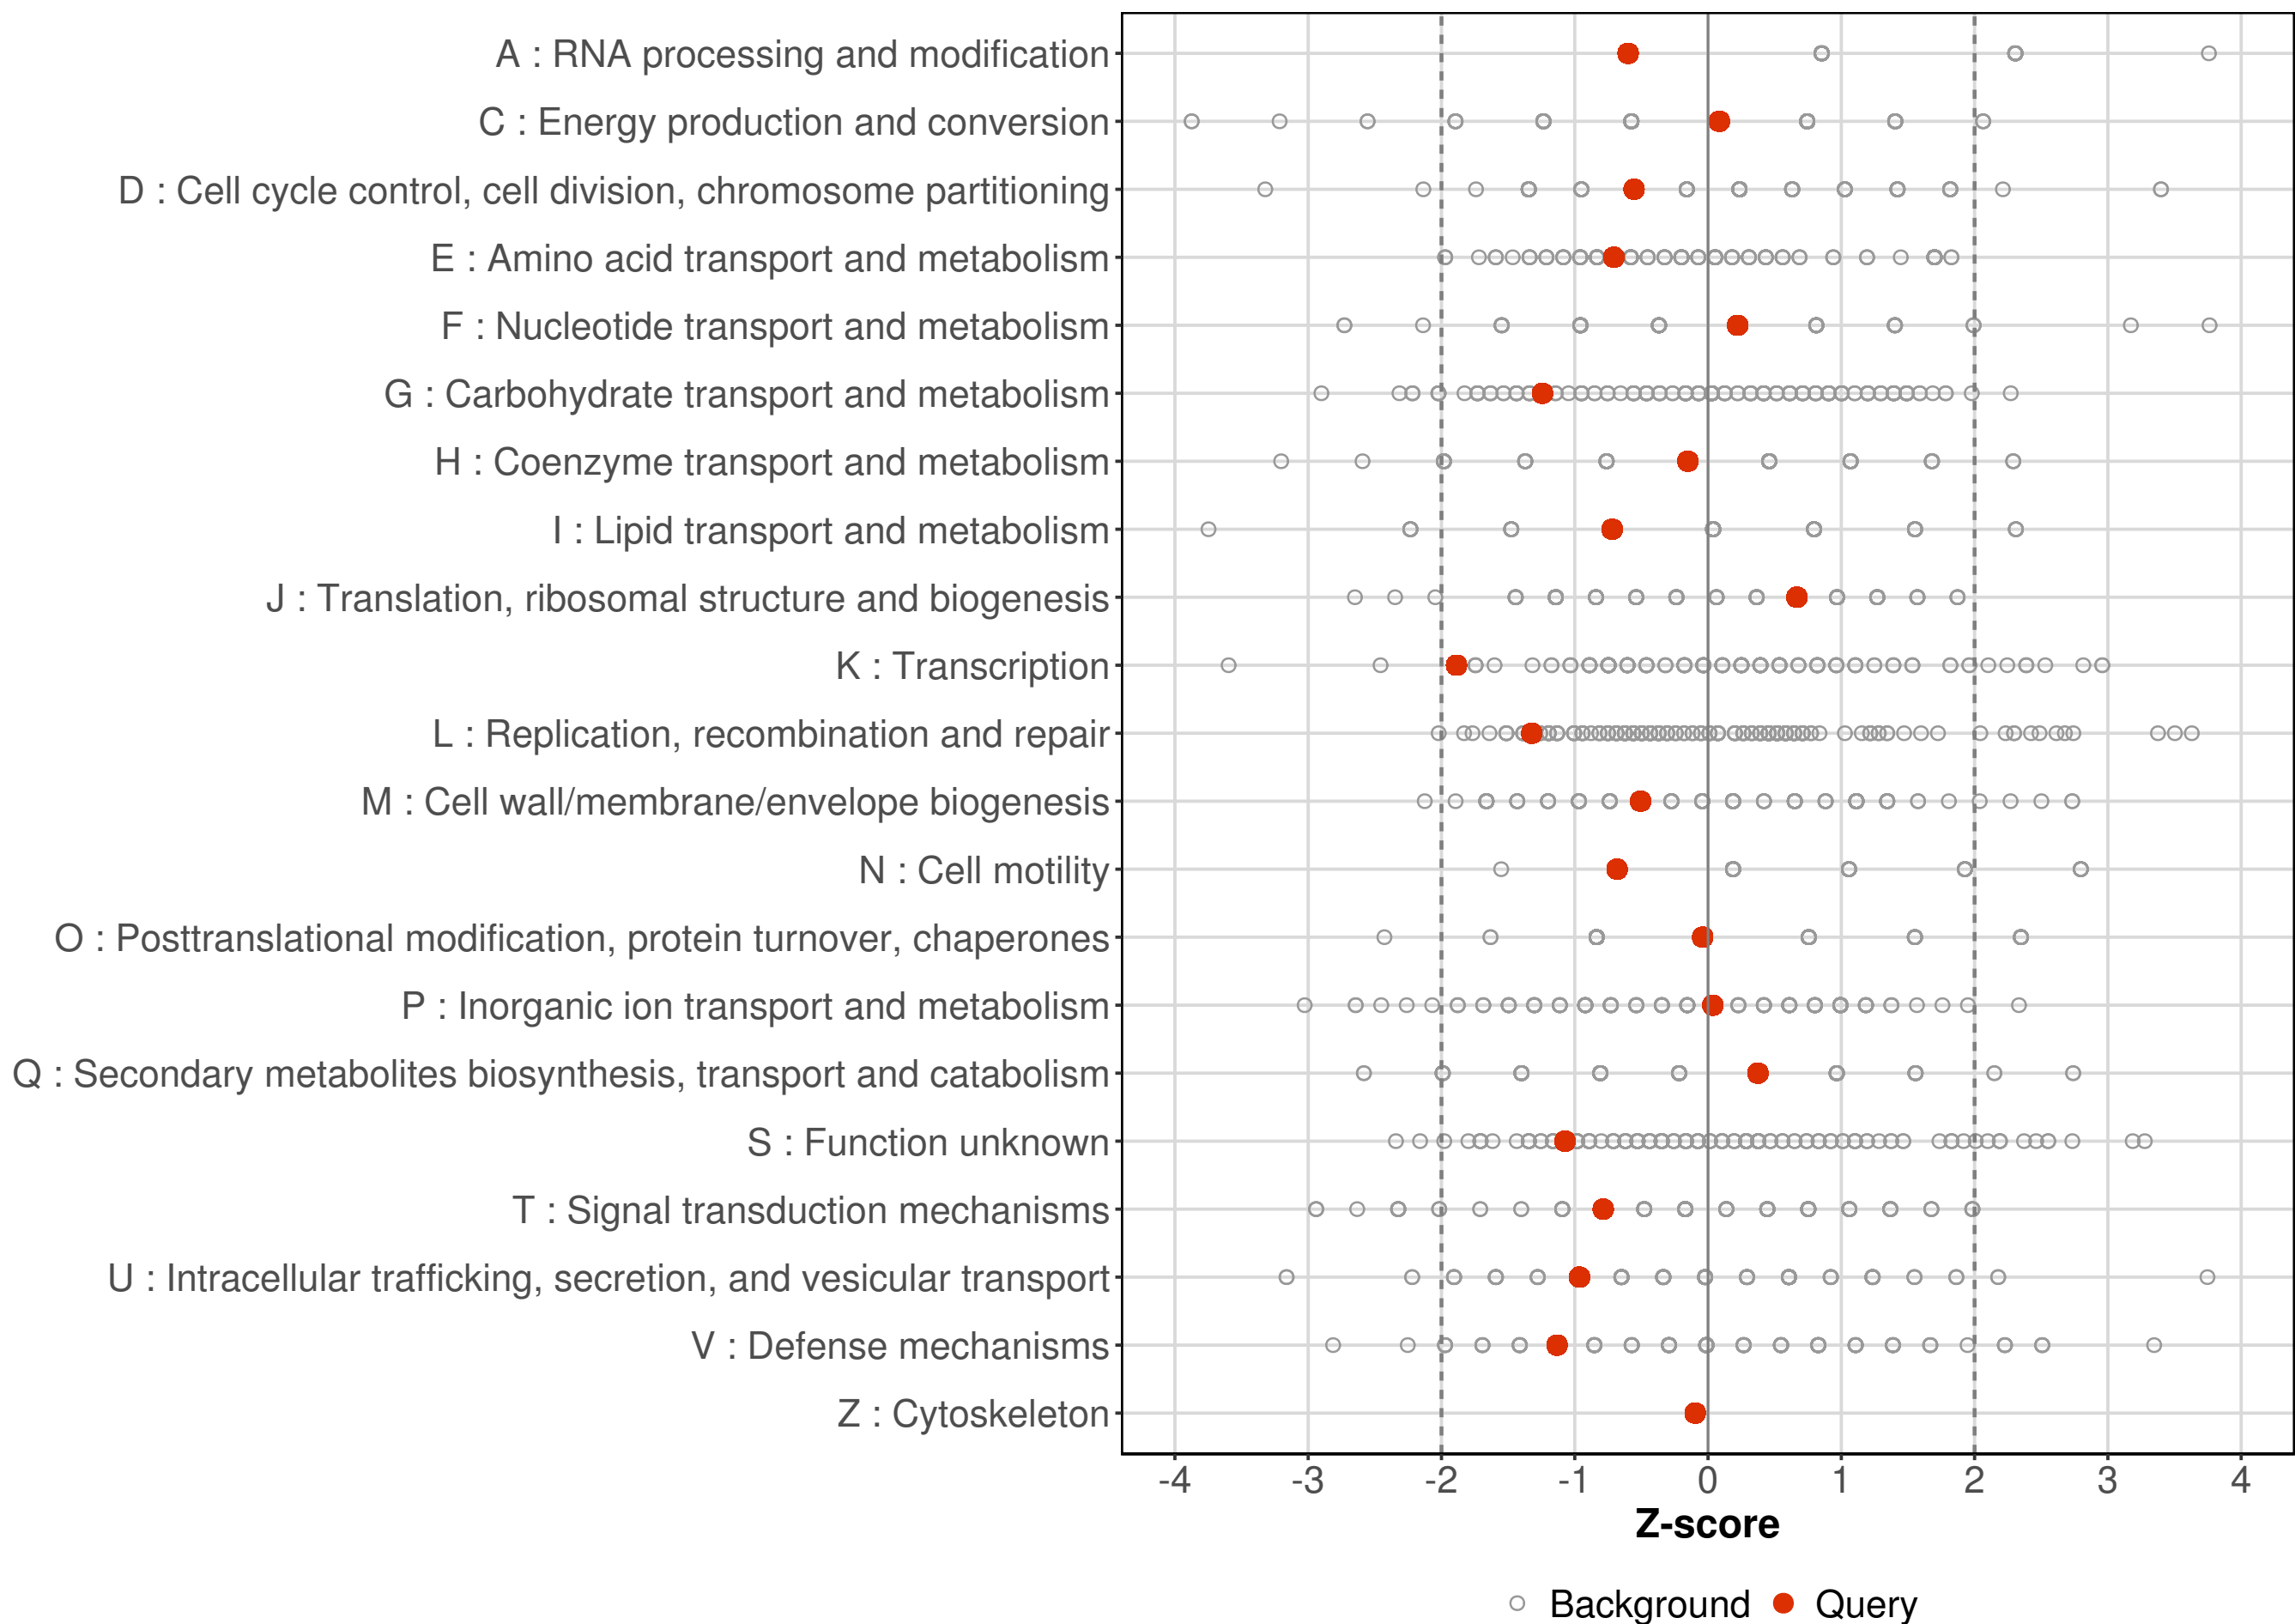 A : RNA processing and modification
C : Energy production and conversion
D : Cell cycle control, cell division, chromosome partitioning
E : Amino acid transport and metabolism
F : Nucleotide transport and metabolism
G : Carbohydrate transport and metabolism
H : Coenzyme transport and metabolism
I : Lipid transport and metabolism
J : Translation, ribosomal structure and biogenesis
K : Transcription
L : Replication, recombination and repair
M : Cell wall/membrane/envelope biogenesis
N : Cell motility
O : Posttranslational modification, protein turnover, chaperones
P : Inorganic ion transport and metabolism
Q : Secondary metabolites biosynthesis, transport and catabolism
S : Function unknown
T : Signal transduction mechanisms
U : Intracellular trafficking, secretion, and vesicular transport
V : Defense mechanisms
Z : Cytoskeleton
-4 -3 -2 -1 0 1 2 3 4
Z-score
Background Query